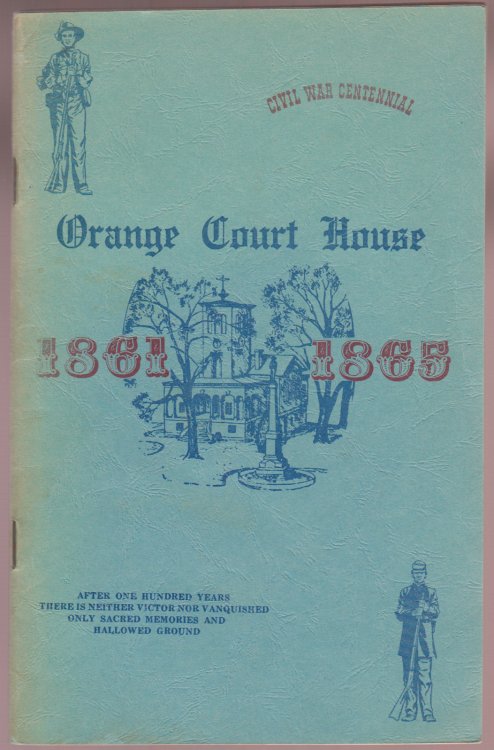 CIVIL WAR CENTENNIAL
Orange Court House
1861 1865
AFTER ONE HUNDRED YEARS
THERE IS NEITHER VICTOR NOR VANQUISHED
ONLY SACRED MEMORIES AND
HALLOWED GROUND